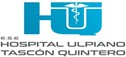 H U
E.S.E
HOSPITAL ULPIANO
TASCÓN QUINTERO